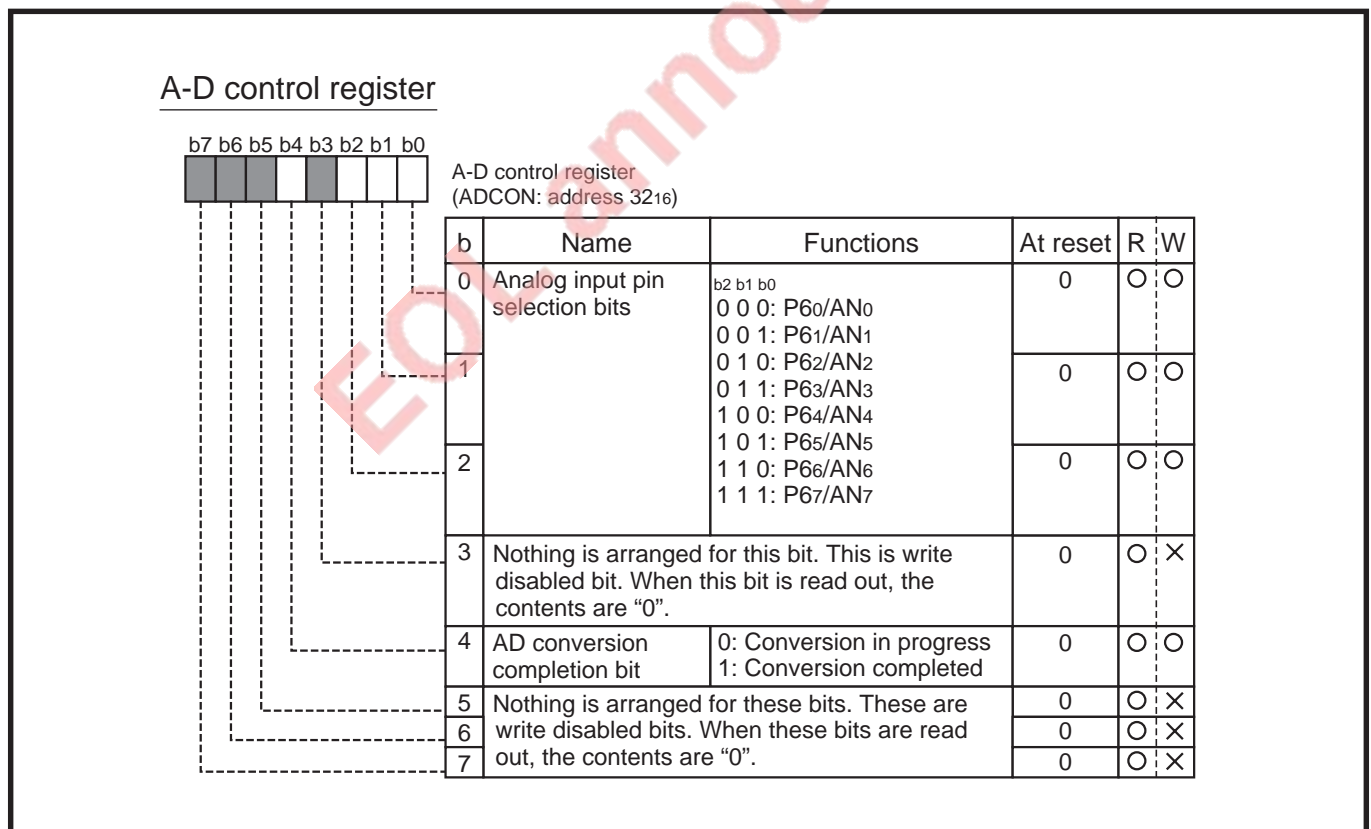 EOL annou
A-D control register
b7 b6 b5 b4 b3 b2 b1 b0
A-D control register
(ADCON: address 3216)
b Name Functions At reset R W
0 Analog input pin selection bits
b2 b1 b0
0 0 0: P60/AN0
0 0 1: P61/AN1
0 1 0: P62/AN2
0 1 1: P63/AN3
1 0 0: P64/AN4
1 0 1: P65/AN5
1 1 0: P66/AN6
1 1 1: P67/AN7
0 O O
1 0 O O
2 0 O O
3 Nothing is arranged for this bit. This is write
disabled bit. When this bit is read out, the
contents are “0”.
0 O ×
4 AD conversion
completion bit
0: Conversion in progress
1: Conversion completed
0 O O
5 Nothing is arranged for these bits. These are 0 O ×
6 write disabled bits. When these bits are read 0 O ×
7 out, the contents are “0”. 0 O ×